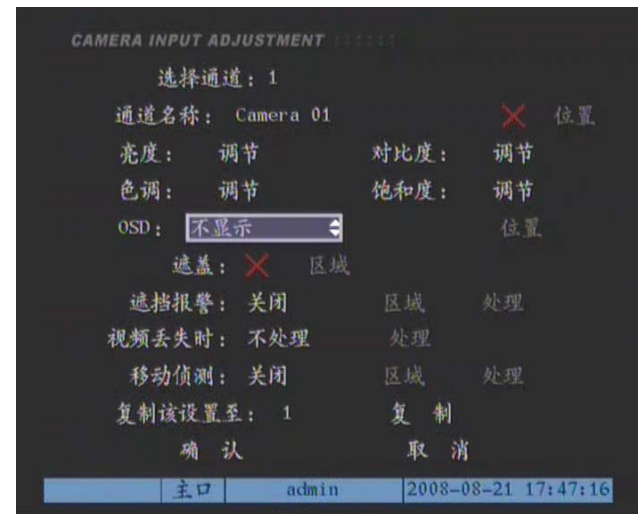 CAMERA INPUT ADJUSTMENT
选择通道： 1
通道名称： Camera 01 位置
亮度： 调节 对比度： 调节
色调： 调节 饱和度： 调节
OSD： 不显示 位置
遮盖： 区域
遮挡报警： 关闭 区域 处理
视频丢失时： 不处理 处理
移动侦测： 关闭 区域 处理
复制该设置至： 1 复 制
确 认 取 消
主口 admin 2008-08-21 17:47:16